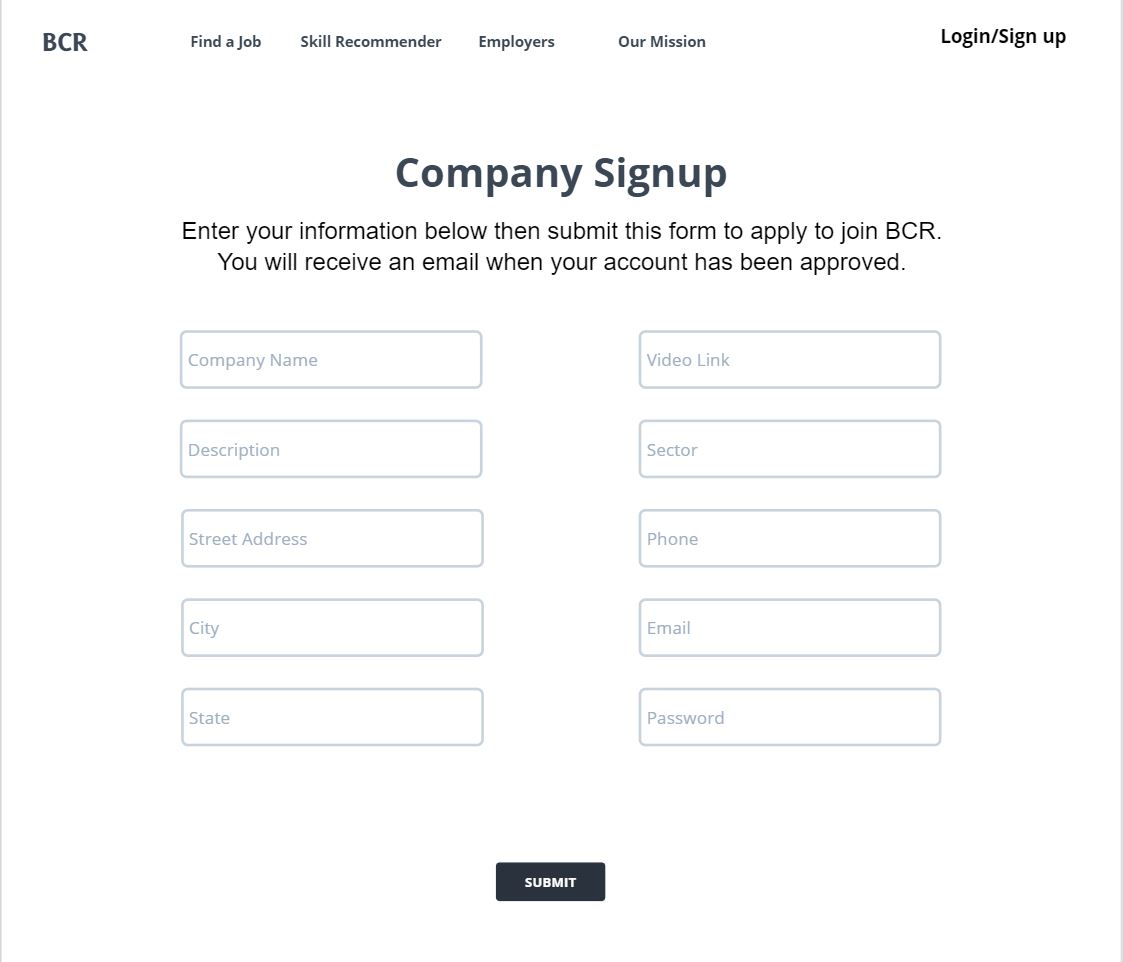 BCR
Find a Job
Skill Recommender
Employers
Our Mission
Login/Sign up
Company Signup
Enter your information below then submit this form to apply to join BCR.
You will receive an email when your account has been approved.
Company Name
Video Link
Description
Sector
Street Address
Phone
City
Email
State
Password
SUBMIT